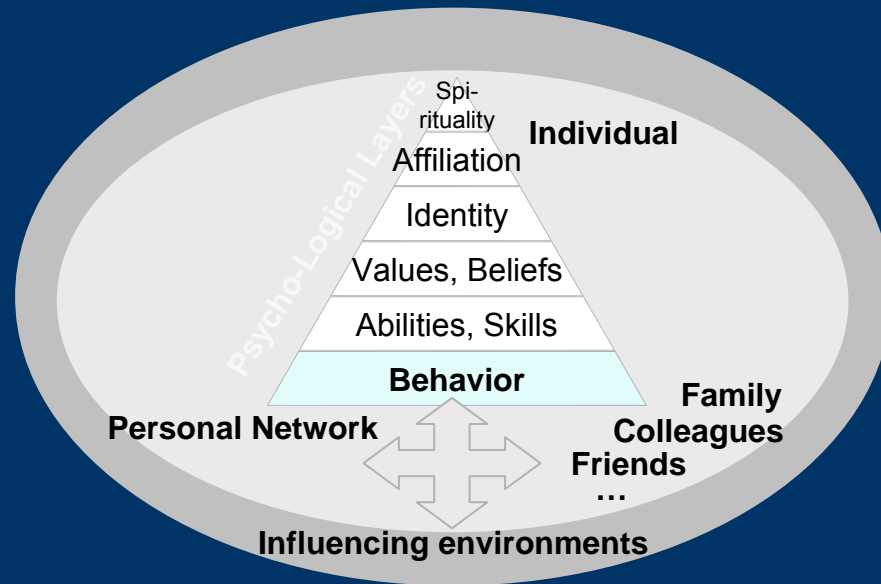 Spi-
rituality
Individual
Affiliation
Identity
Values, Beliefs
Abilities, Skills
Behavior
Psycho-Logical Layers
Personal Network
Family
Colleagues
Friends
...
Influencing environments